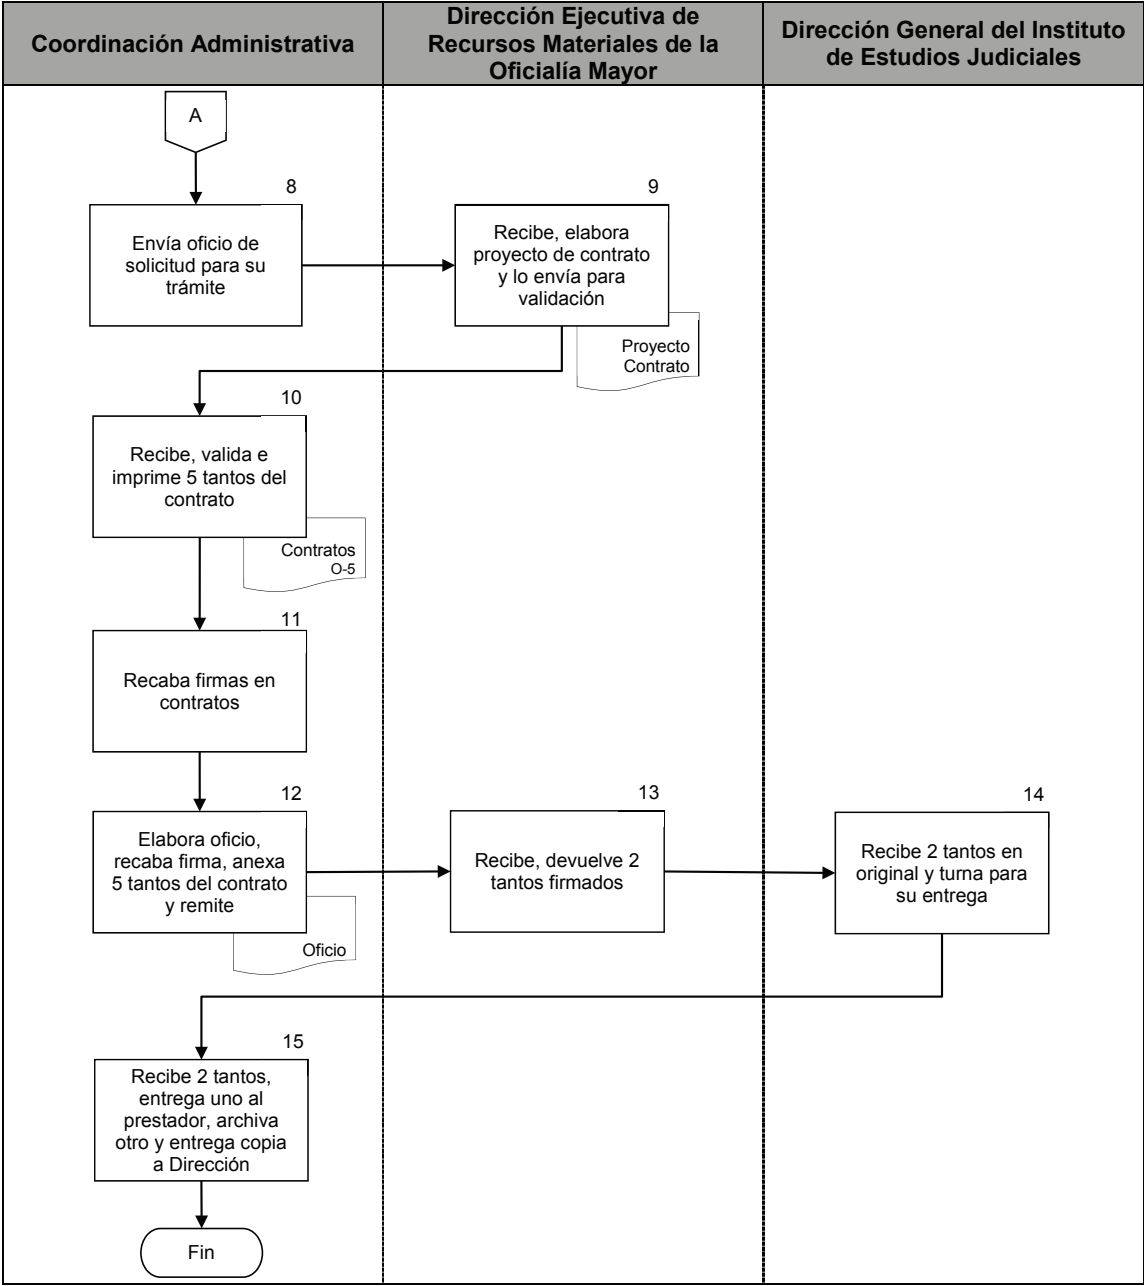 Coordinación Administrativa
Dirección Ejecutiva de
Recursos Materiales de la
Oficialía Mayor
Dirección General del Instituto
de Estudios Judiciales
A
8
Envía oficio de
solicitud para su
trámite
9
Recibe, elabora
proyecto de contrato
y lo envía para
validación
Proyecto
Contrato
10
Recibe, valida e
imprime 5 tantos del
contrato
Contratos
O-5
11
Recaba firmas en
contratos
12
Elabora oficio,
recaba firma, anexa
5 tantos del contrato
y remite
Oficio
13
Recibe, devuelve 2
tantos firmados
14
Recibe 2 tantos en
original y turna para
su entrega
15
Recibe 2 tantos,
entrega uno al
prestador, archiva
otro y entrega copia
a Dirección
Fin